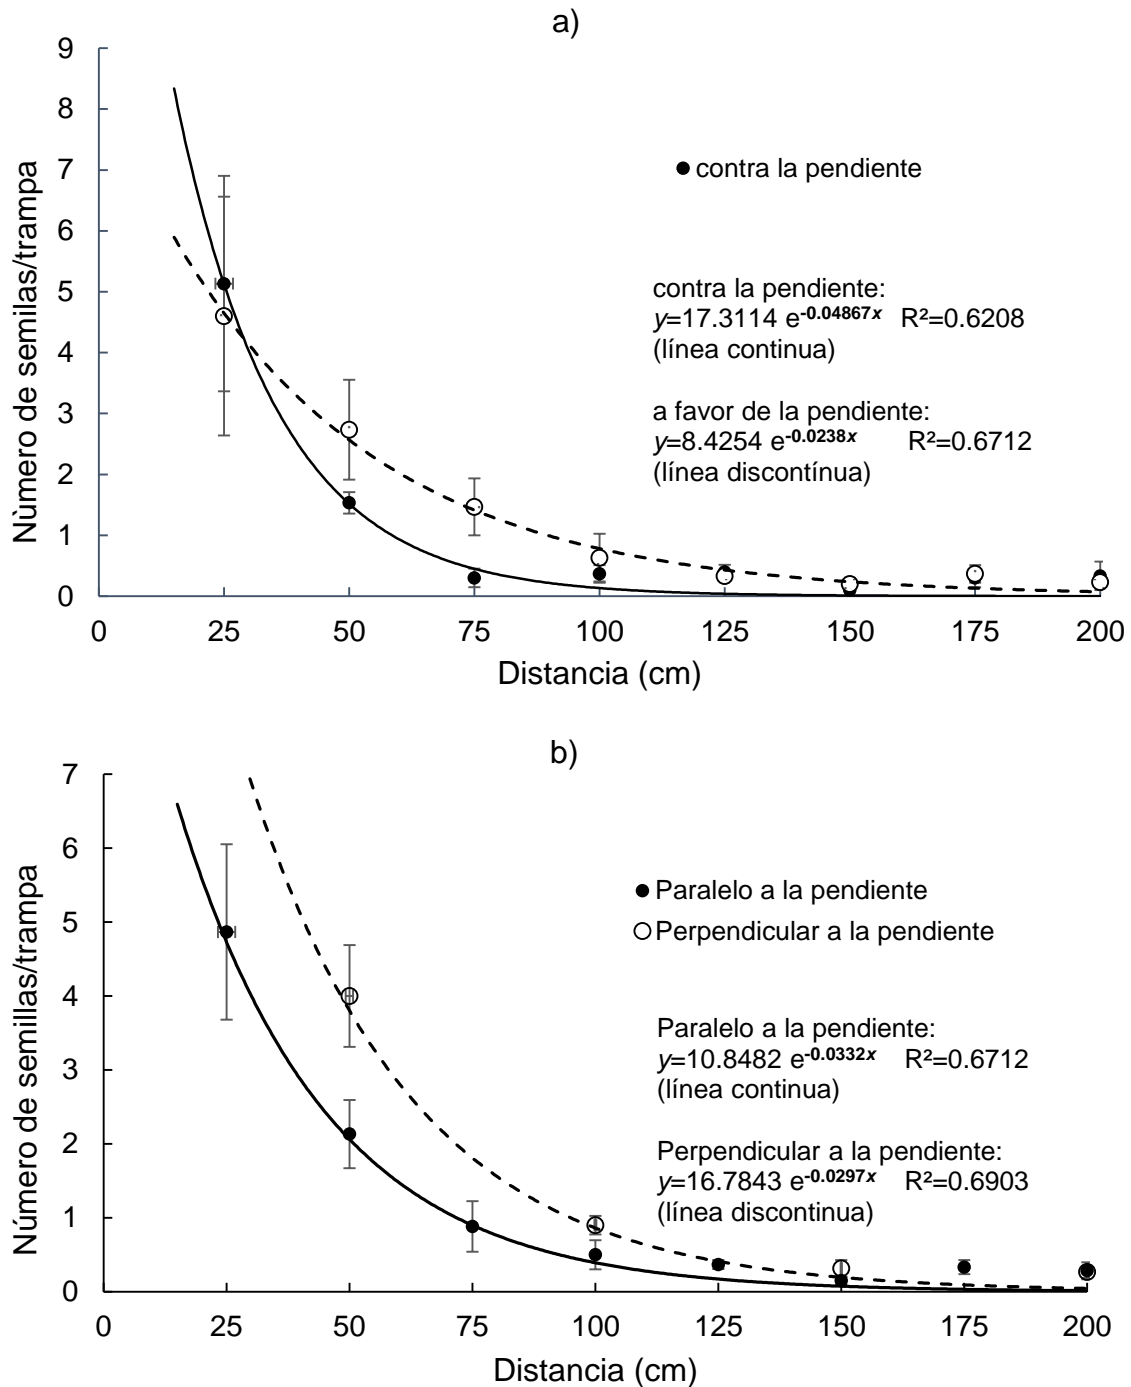 a)
9
8
7
6
5
4
3
2
1
0
Nùmero de semilas/trampa
● contra la pendiente
contra la pendiente:
y=17.3114 e-0.04867x R²=0.6208
(línea continua)
a favor de la pendiente:
y=8.4254 e-0.0238x R²=0.6712
(línea discontínua)
0 25 50 75 100 125 150 175 200
Distancia (cm)
b)
7
6
5
4
3
2
1
0
Número de semillas/trampa
Paralelo a la pendiente
Perpendicular a la pendiente
Paralelo a la pendiente:
y=10.8482 e-0.0332x R²=0.6712
(línea continua)
Perpendicular a la pendiente:
y=16.7843 e-0.0297x R²=0.6903
(línea discontinua)
0 25 50 75 100 125 150 175 200
Distancia (cm)